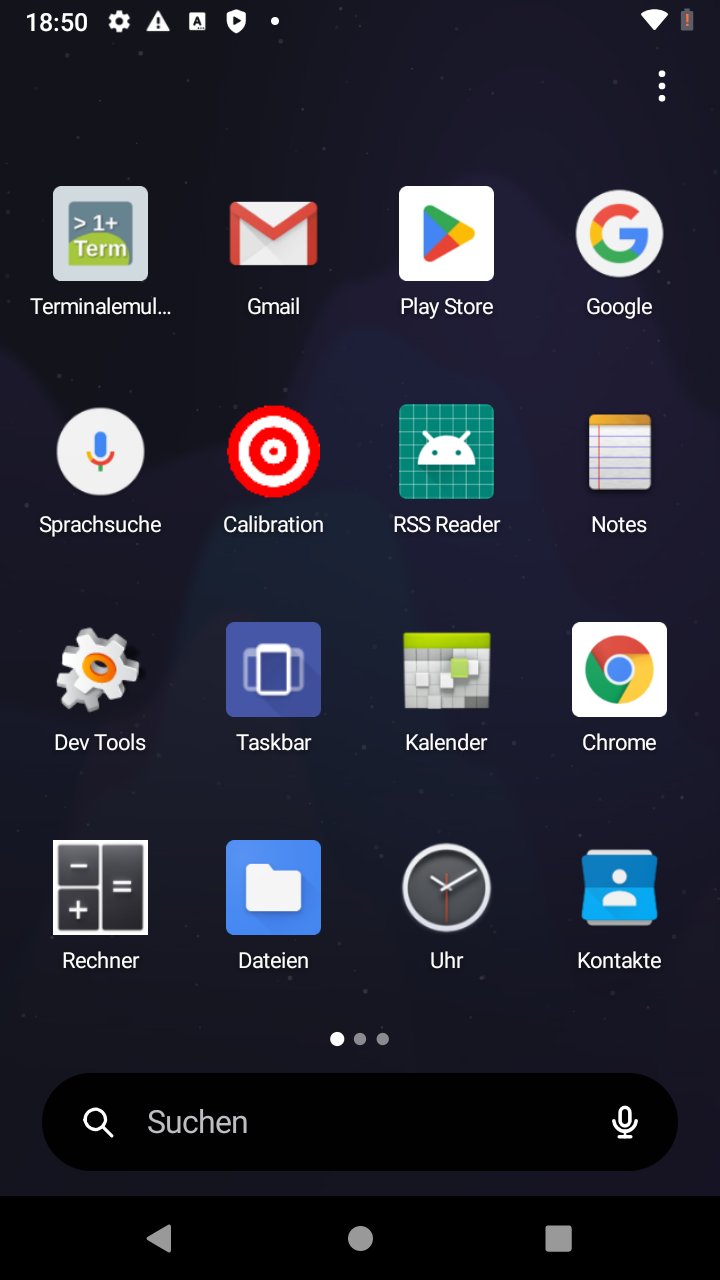 18:50
> 1+
Term
Terminalemul...
Gmail
Play Store
Google
Sprachsuche
Calibration
RSS Reader
Notes
Dev Tools
Taskbar
Kalender
Chrome
Rechner
Dateien
Uhr
Kontakte
Suchen